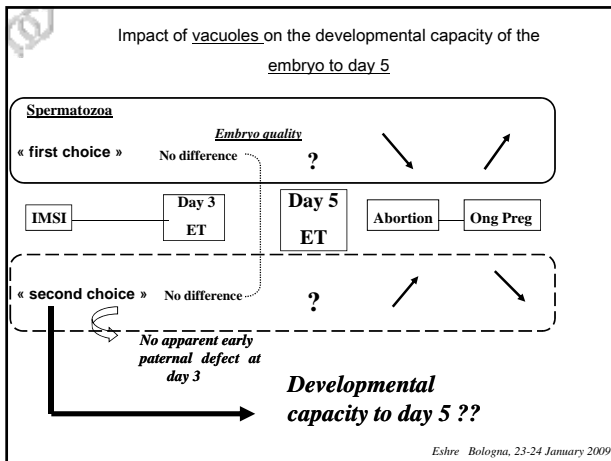 Impact of vacuoles on the developmental capacity of the
embryo to day 5
Spermatozoa
Embryo quality
« first choice »
No difference
?
IMSI
Day 3
ET
Day 5
ET
Abortion
Ong Preg
« second choice »
No difference
?
No apparent early
paternal defect at
day 3
Developmental
capacity to day 5 ??
Eshre Bologna, 23-24 January 2009